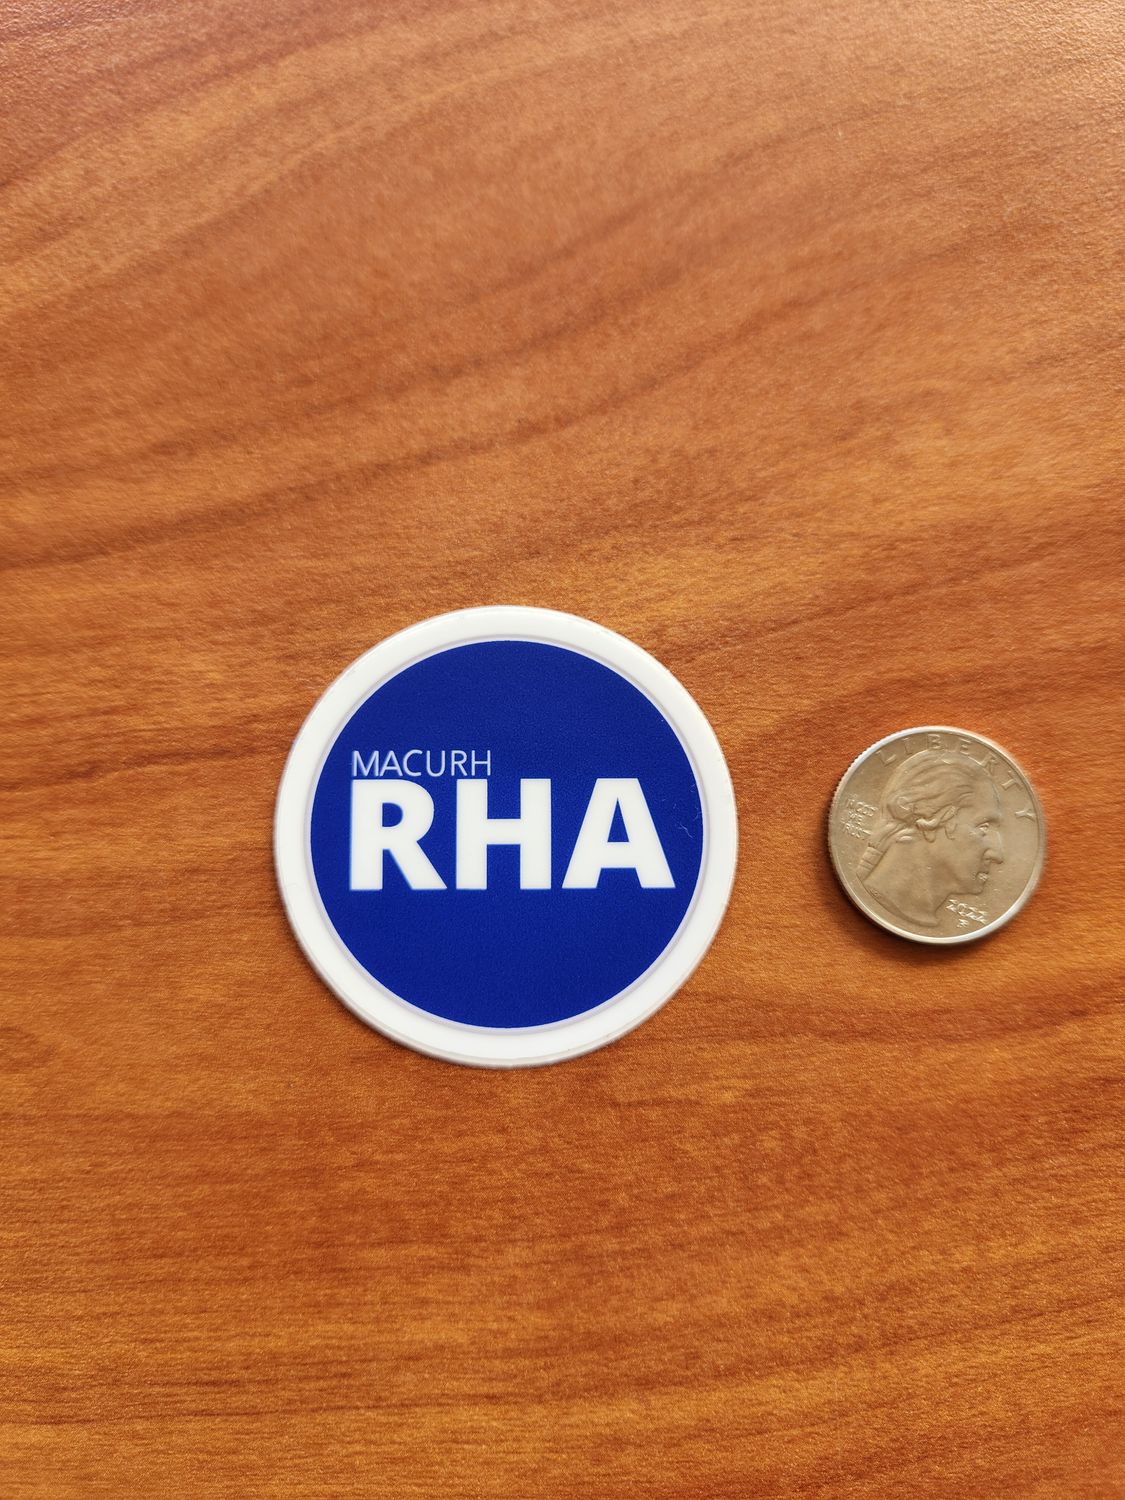 MACURH
RHA
LIBERTY
IN GOD
WE
TRUST
2022
P